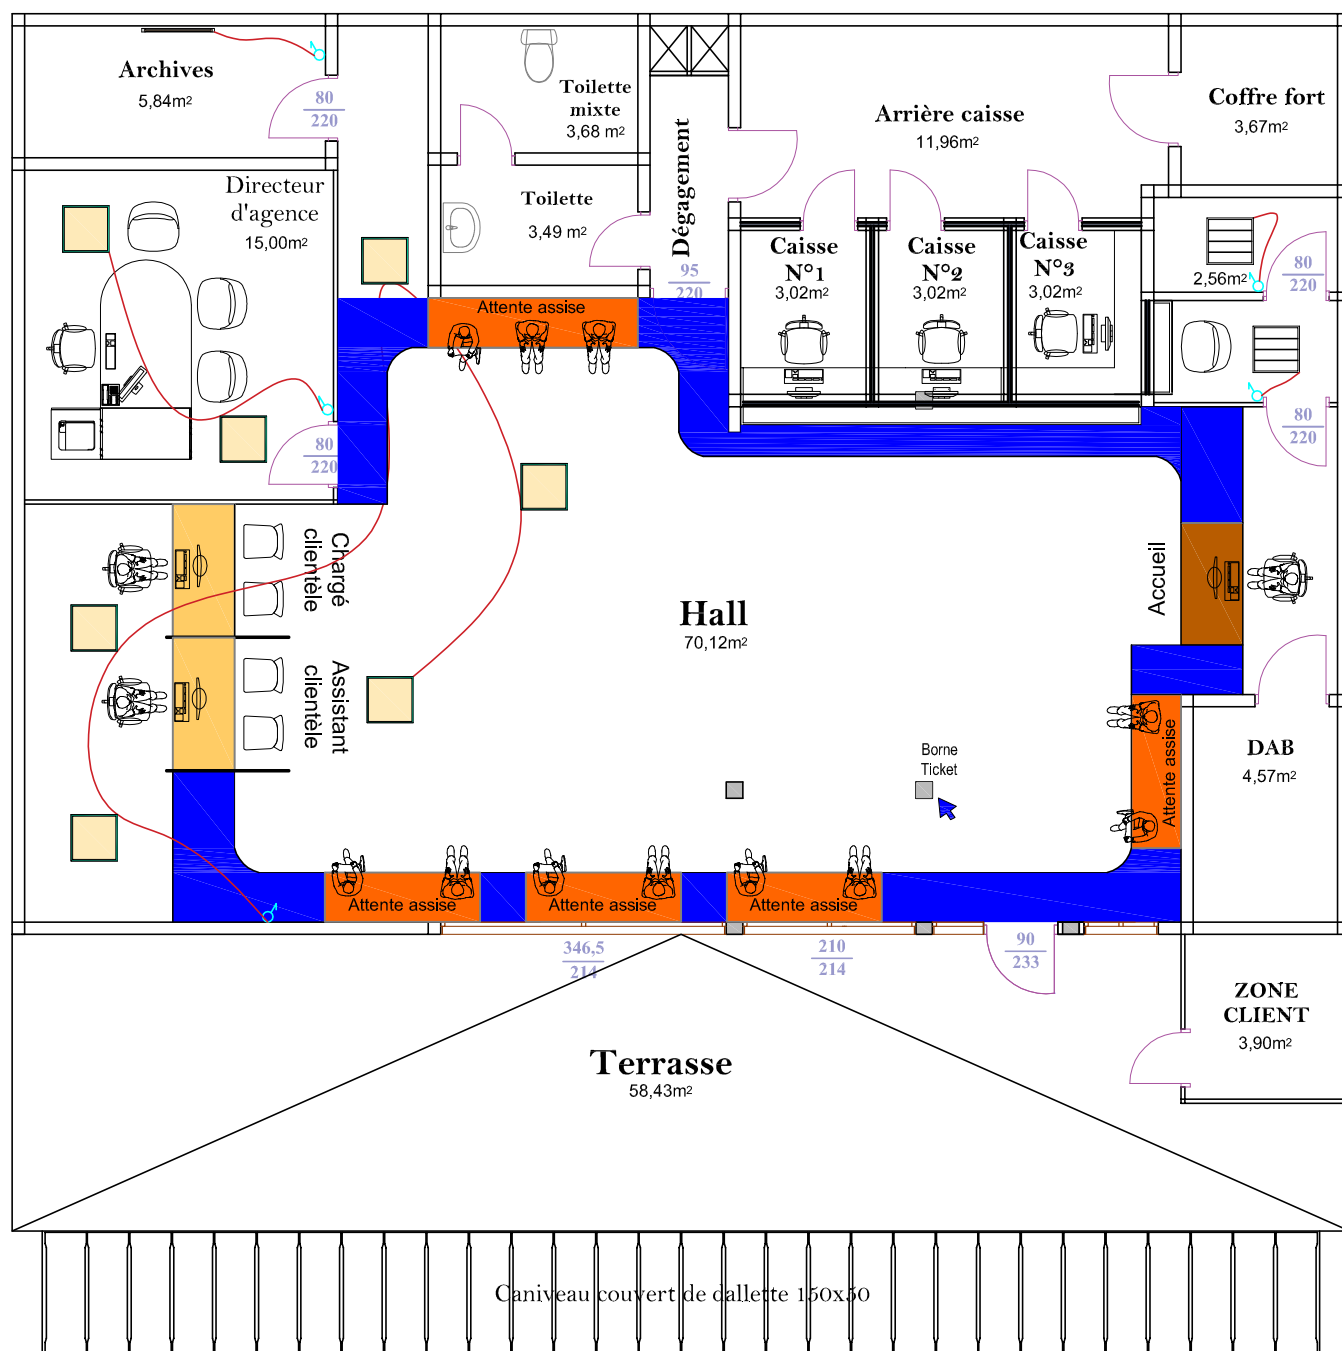 Archives
5,84m²
80
220
Toilette
mixte
3,68 m²
Dégagement
Arrière caisse
11,96m²
Coffre fort
3,67m²
Directeur
d'agence
15,00m²
Toilette
3,49 m²
95
220
Caisse
N°1
3,02m²
Caisse
N°2
3,02m²
Caisse
N°3
3,02m²
2,56m²
80
220
Attente assise
80
220
80
220
Chargé
clientèle
Assistant
clientèle
Hall
70,12m²
Accueil
Borne
Ticket
Attente assise
DAB
4,57m²
Attente assise
Attente assise
Attente assise
346,5
214
210
214
90
233
ZONE
CLIENT
3,90m²
Terrasse
58,43m²
Caniveau couvert de dallette 150x50